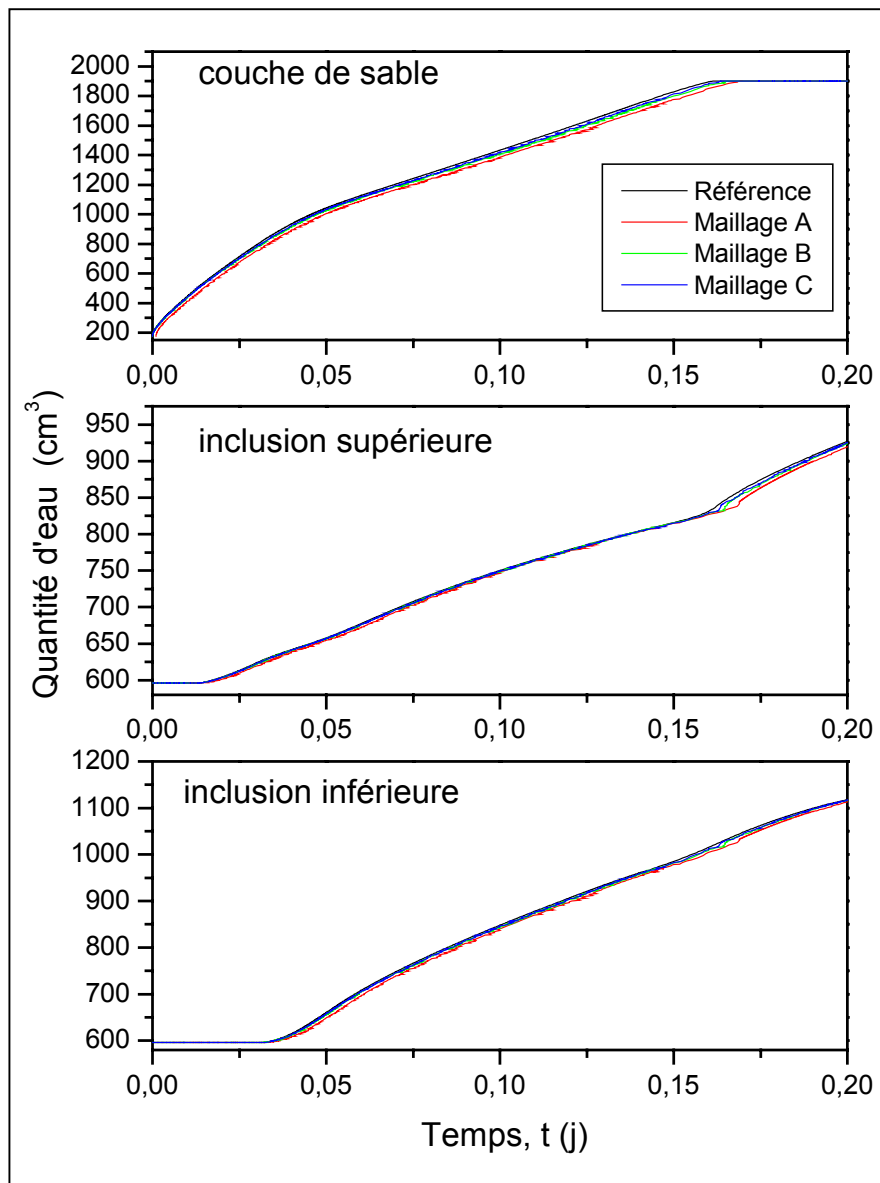 couche de sable
2000
1800
1600
1400
1200
1000
800
600
400
200
Référence
Maillage A
Maillage B
Maillage C
0,00 0,05 0,10 0,15 0,20
Quantité d'eau (cm³)
inclusion supérieure
950
900
850
800
750
700
650
600
0,00 0,05 0,10 0,15 0,20
inclusion inférieure
1200
1100
1000
900
800
700
600
0,00 0,05 0,10 0,15 0,20
Temps, t (j)